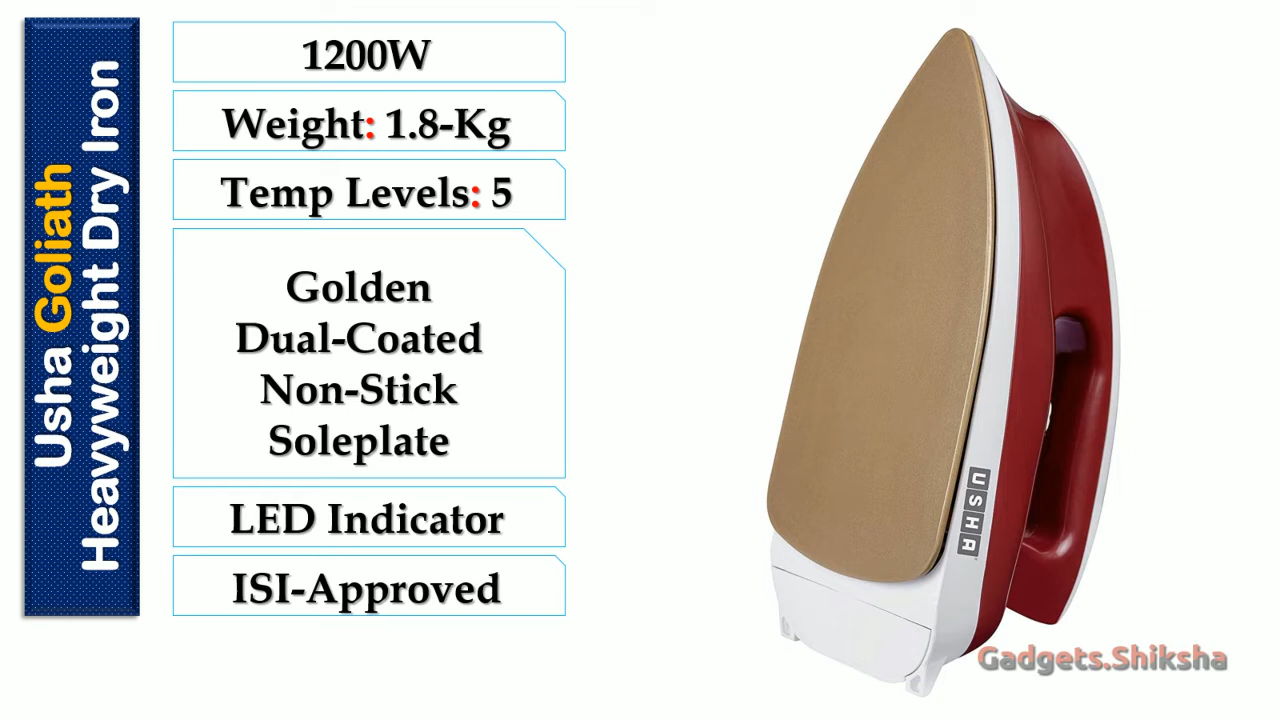 Usha Goliath
Heavyweight Dry Iron
1200W
Weight: 1.8-Kg
Temp Levels: 5
Golden
Dual-Coated
Non-Stick
Soleplate
LED Indicator
ISI-Approved
USHA
Gadgets.Shiksha